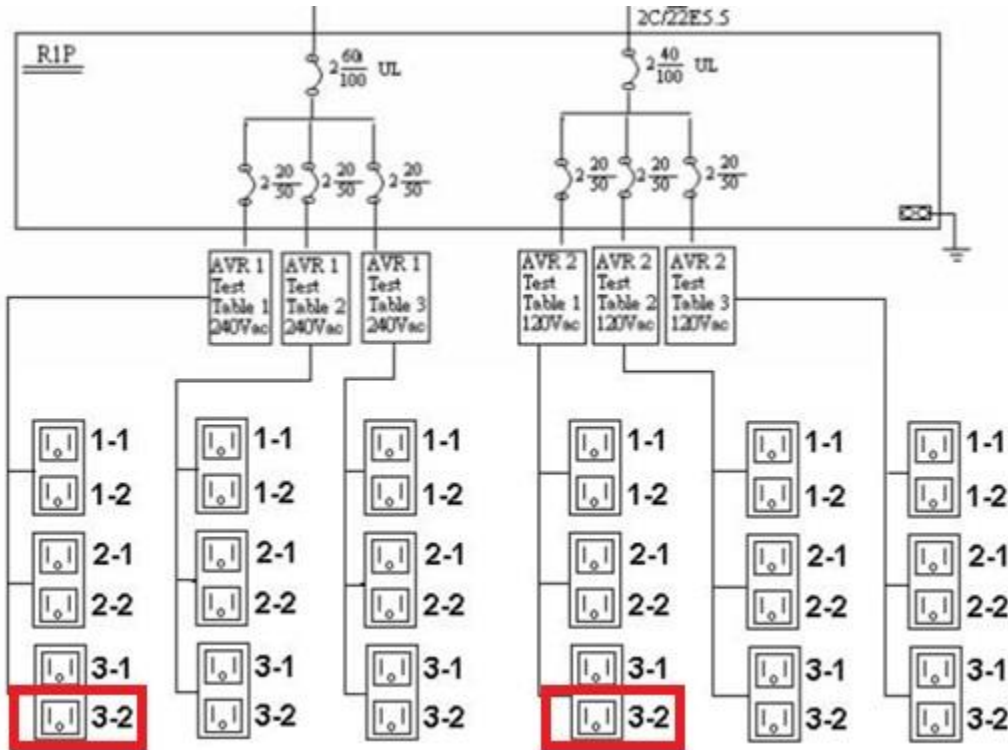 2C/22E5.5
R1P
2 60/100 UL
2 40/100 UL
2 20/50 2 20/50 2 20/50
2 20/50 2 20/50 2 20/50
AVR 1
Test
Table 1
240Vac
AVR 1
Test
Table 2
240Vac
AVR 1
Test
Table 3
240Vac
AVR 2
Test
Table 1
120Vac
AVR 2
Test
Table 2
120Vac
AVR 2
Test
Table 3
120Vac
1-1 1-1 1-1 1-1 1-1 1-1
1-2 1-2 1-2 1-2 1-2 1-2
2-1 2-1 2-1 2-1 2-1 2-1
2-2 2-2 2-2 2-2 2-2 2-2
3-1 3-1 3-1 3-1 3-1 3-1
3-2 3-2 3-2 3-2 3-2 3-2